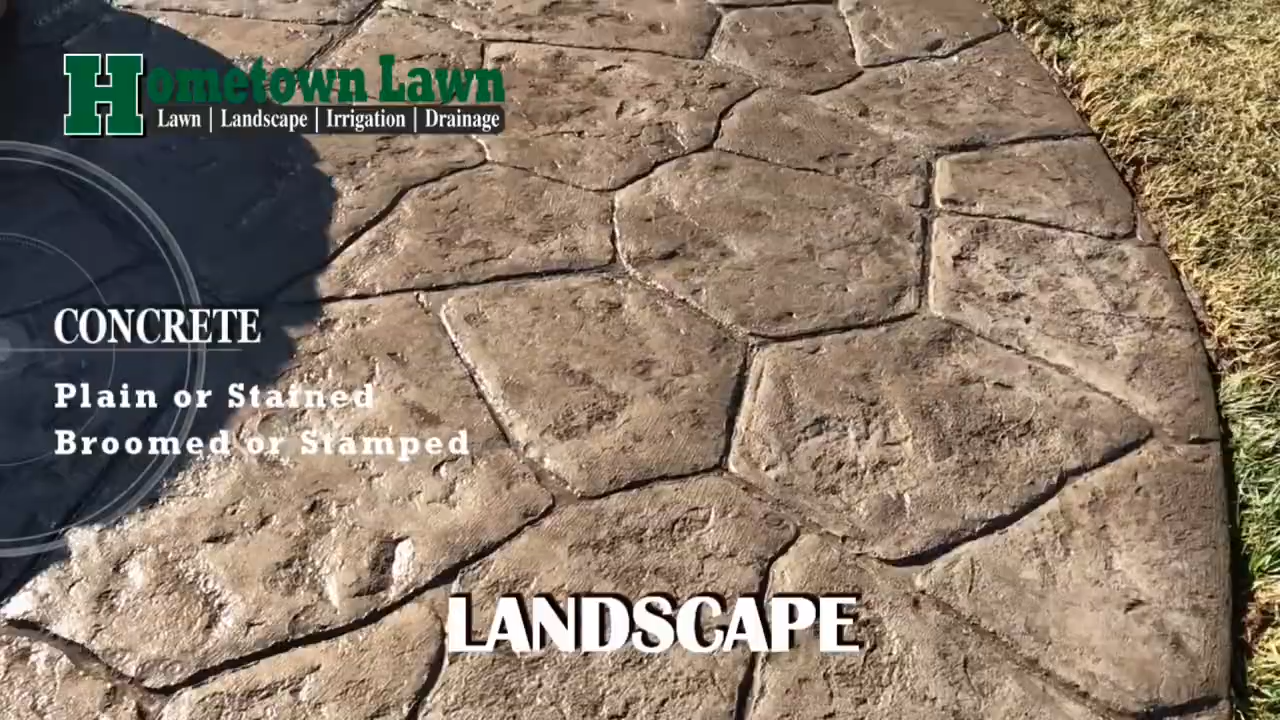 Hometown Lawn
Lawn | Landscape | Irrigation | Drainage
CONCRETE
Plain or Stained
Broomed or Stamped
LANDSCAPE